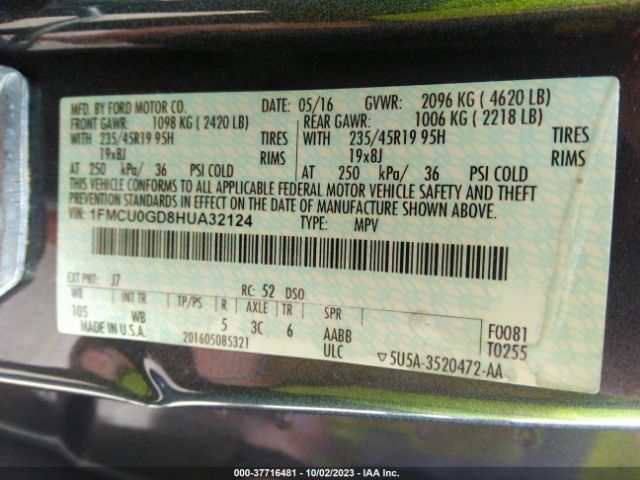 MFD. BY FORD MOTOR CO. DATE: 05/16 GVWR: 2096 KG ( 4620 LB)
FRONT GAWR: 1098 KG ( 2420 LB) REAR GAWR: 1006 KG ( 2218 LB)
WITH 235/45R19 95H TIRES WITH 235/45R19 95H TIRES
19x8J RIMS 19x8J RIMS
AT 250 kPa/ 36 PSI COLD AT 250 kPa/ 36 PSI COLD
THIS VEHICLE CONFORMS TO ALL APPLICABLE FEDERAL MOTOR VEHICLE SAFETY AND THEFT
PREVENTION STANDARDS IN EFFECT ON THE DATE OF MANUFACTURE SHOWN ABOVE.
VIN: 1FMCU0GD8HUA32124 TYPE: MPV
EXT PNT: J7 RC: 52 DSO:
WB INT TR TP/PS R AXLE TR SPR
105 WB 5 3C 6 AABB F0081
MADE IN U.S.A. 201605085321 ULC T0255
▽5U5A-3520472-AA
000-37716481 - 10/02/2023 - IAA Inc.